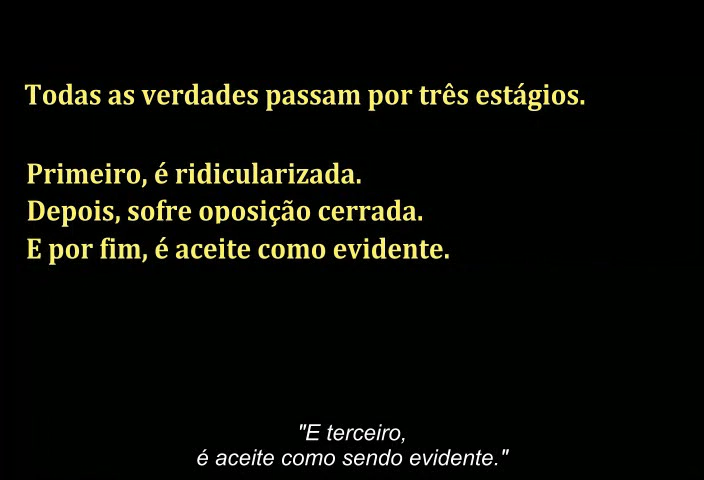 Todas as verdades passam por três estágios.
Primeiro, é ridicularizada.
Depois, sofre oposição cerrada.
E por fim, é aceite como evidente.
"E terceiro,
é aceite como sendo evidente."